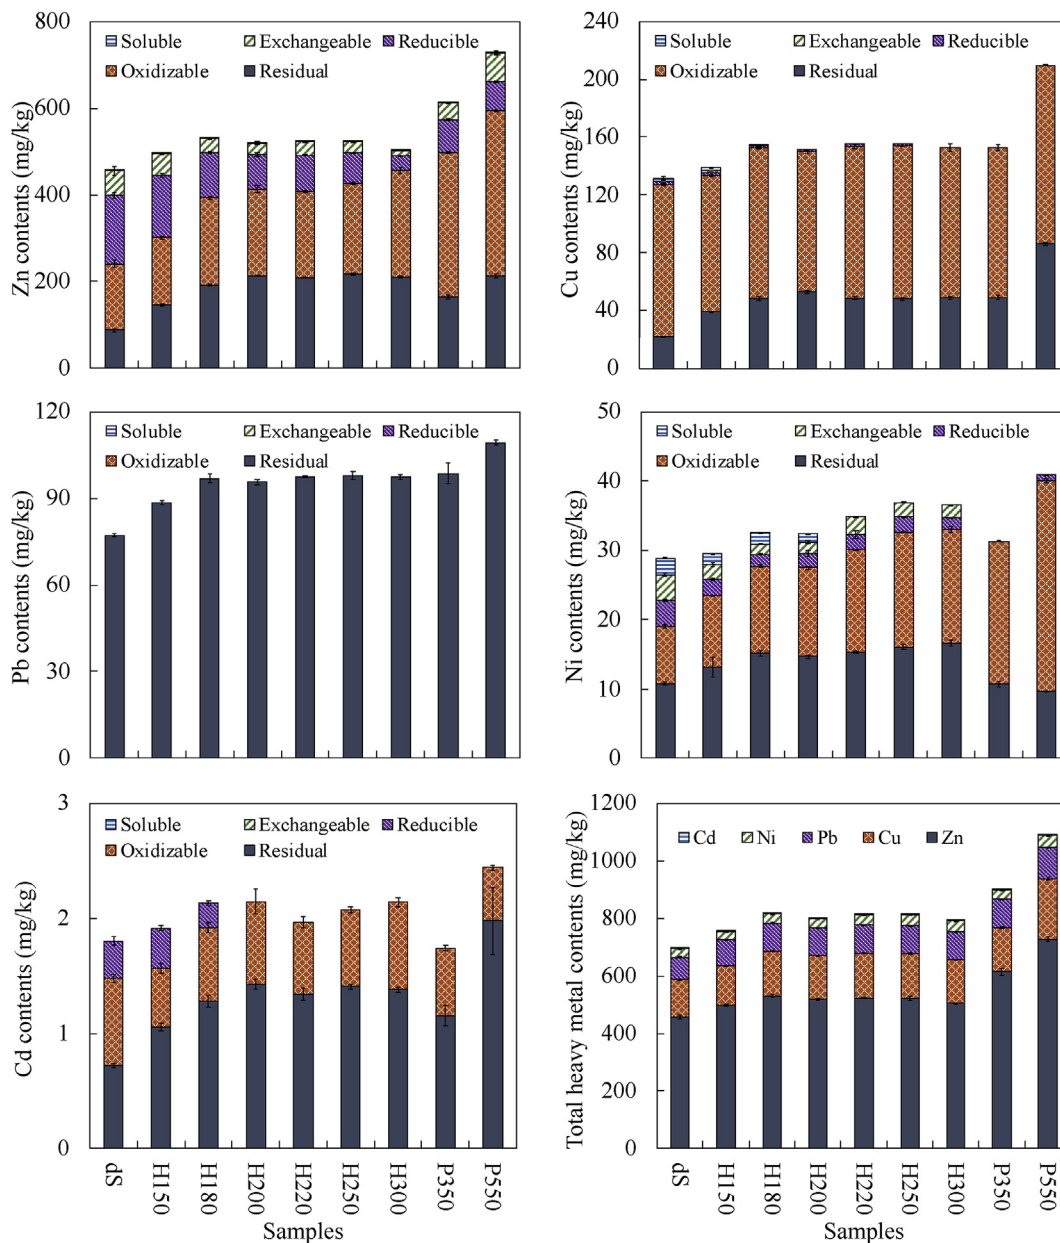 800
600
400
200
0
Zn contents (mg/kg)
Soluble Exchangeable Reducible
Oxidizable Residual
240
200
160
120
80
40
0
Cu contents (mg/kg)
Soluble Exchangeable Reducible
Oxidizable Residual
120
90
60
30
0
Pb contents (mg/kg)
Soluble Exchangeable Reducible
Oxidizable Residual
50
40
30
20
10
0
Ni contents (mg/kg)
Soluble Exchangeable Reducible
Oxidizable Residual
3
2
1
0
Cd contents (mg/kg)
Soluble Exchangeable Reducible
Oxidizable Residual
dS H150 H180 H200 H220 H250 H300 P350 P550
Samples
1200
1000
800
600
400
200
0
Total heavy metal contents (mg/kg)
Cd Ni Pb Cu Zn
dS H150 H180 H200 H220 H250 H300 P350 P550
Samples